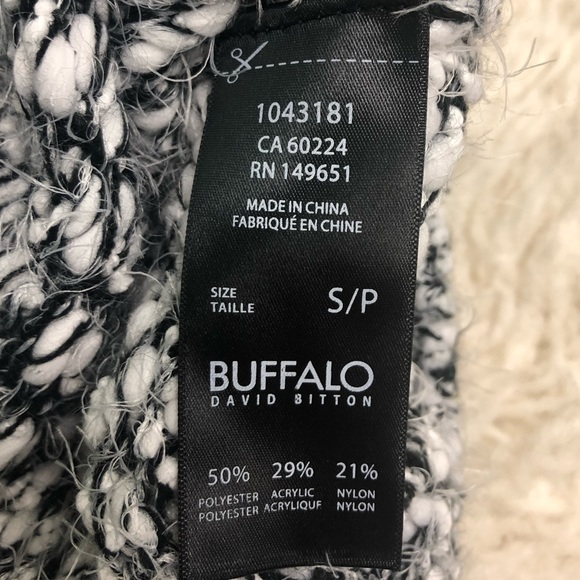 1043181
CA 60224
RN 149651
MADE IN CHINA
FABRIQUÉ EN CHINE
SIZE
TAILLE
S/P
BUFFALO
DAVID BITTON
50% 29% 21%
POLYESTER ACRYLIC NYLON
POLYESTER ACRYLIQUE NYLON